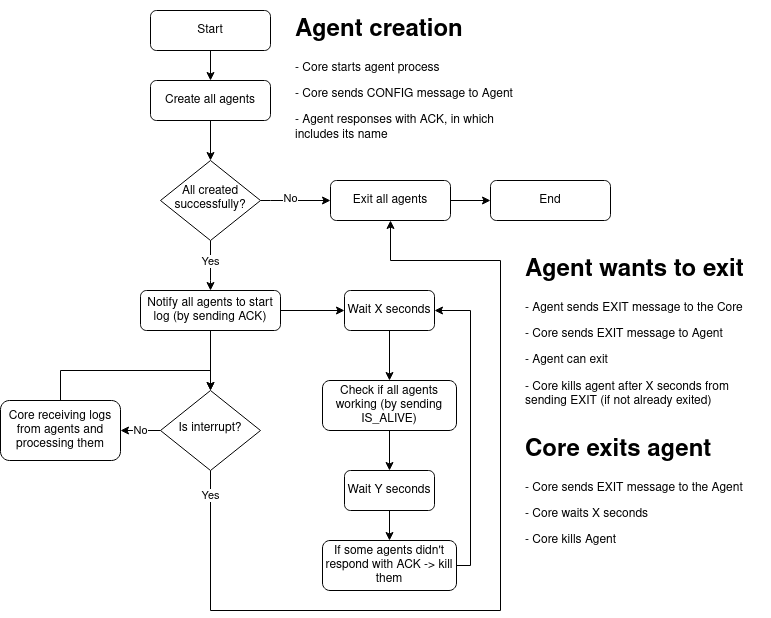 Start
Agent creation
- Core starts agent process
- Core sends CONFIG message to Agent
- Agent responses with ACK, in which
includes its name
Create all agents
All created
successfully?
No
Exit all agents
End
Yes
Notify all agents to start
log (by sending ACK)
Wait X seconds
Agent wants to exit
- Agent sends EXIT message to the Core
- Core sends EXIT message to Agent
- Agent can exit
- Core kills agent after X seconds from
sending EXIT (if not already exited)
Check if all agents
working (by sending
IS_ALIVE)
Core receiving logs
from agents and
processing them
No
Is interrupt?
Yes
Wait Y seconds
If some agents didn't
respond with ACK -> kill
them
Core exits agent
- Core sends EXIT message to the Agent
- Core waits X seconds
- Core kills Agent